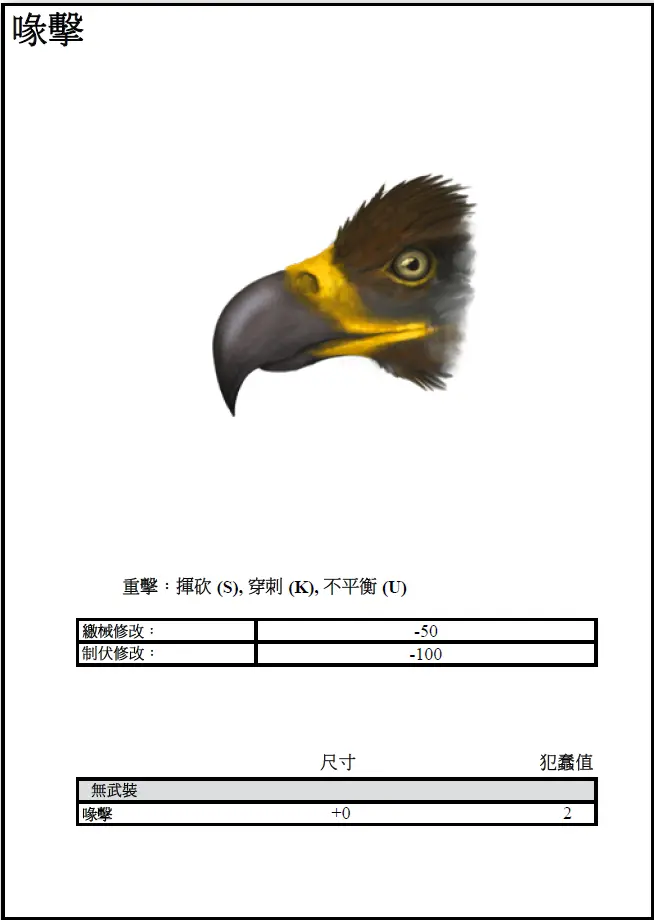 喙擊
重擊：揮砍 (S), 穿刺 (K), 不平衡 (U)
繳械修改： -50
制伏修改： -100
尺寸 犯蠢值
無武裝
喙擊 +0 2